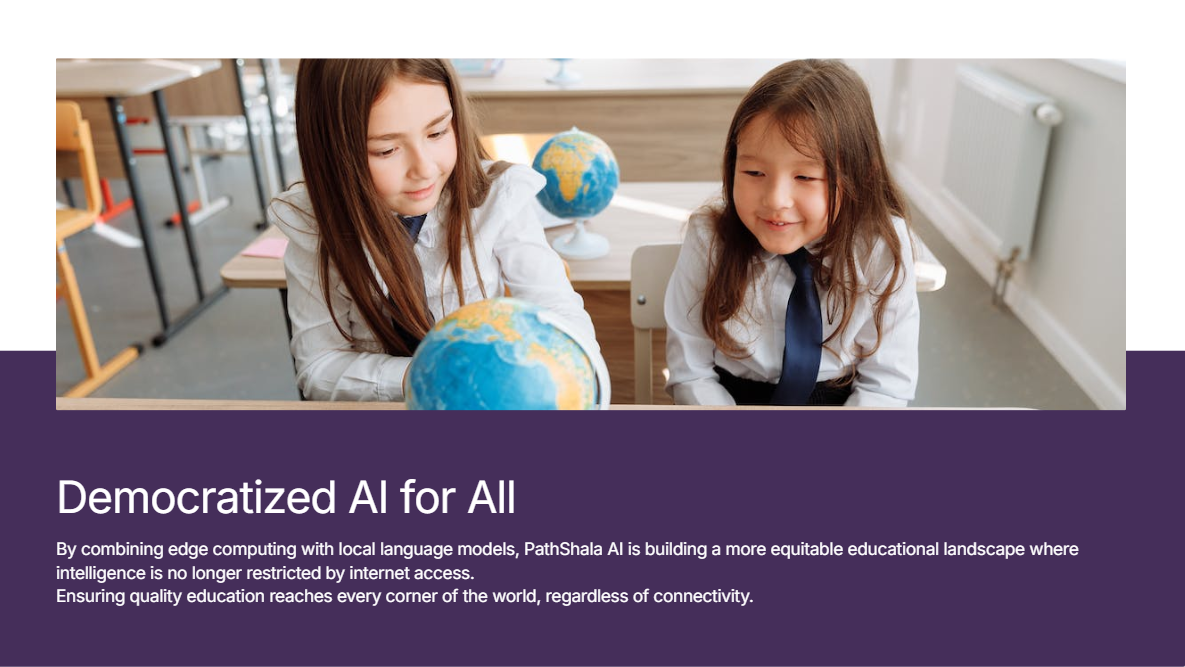 Democratized AI for All
By combining edge computing with local language models, PathShala AI is building a more equitable educational landscape where
intelligence is no longer restricted by internet access.
Ensuring quality education reaches every corner of the world, regardless of connectivity.